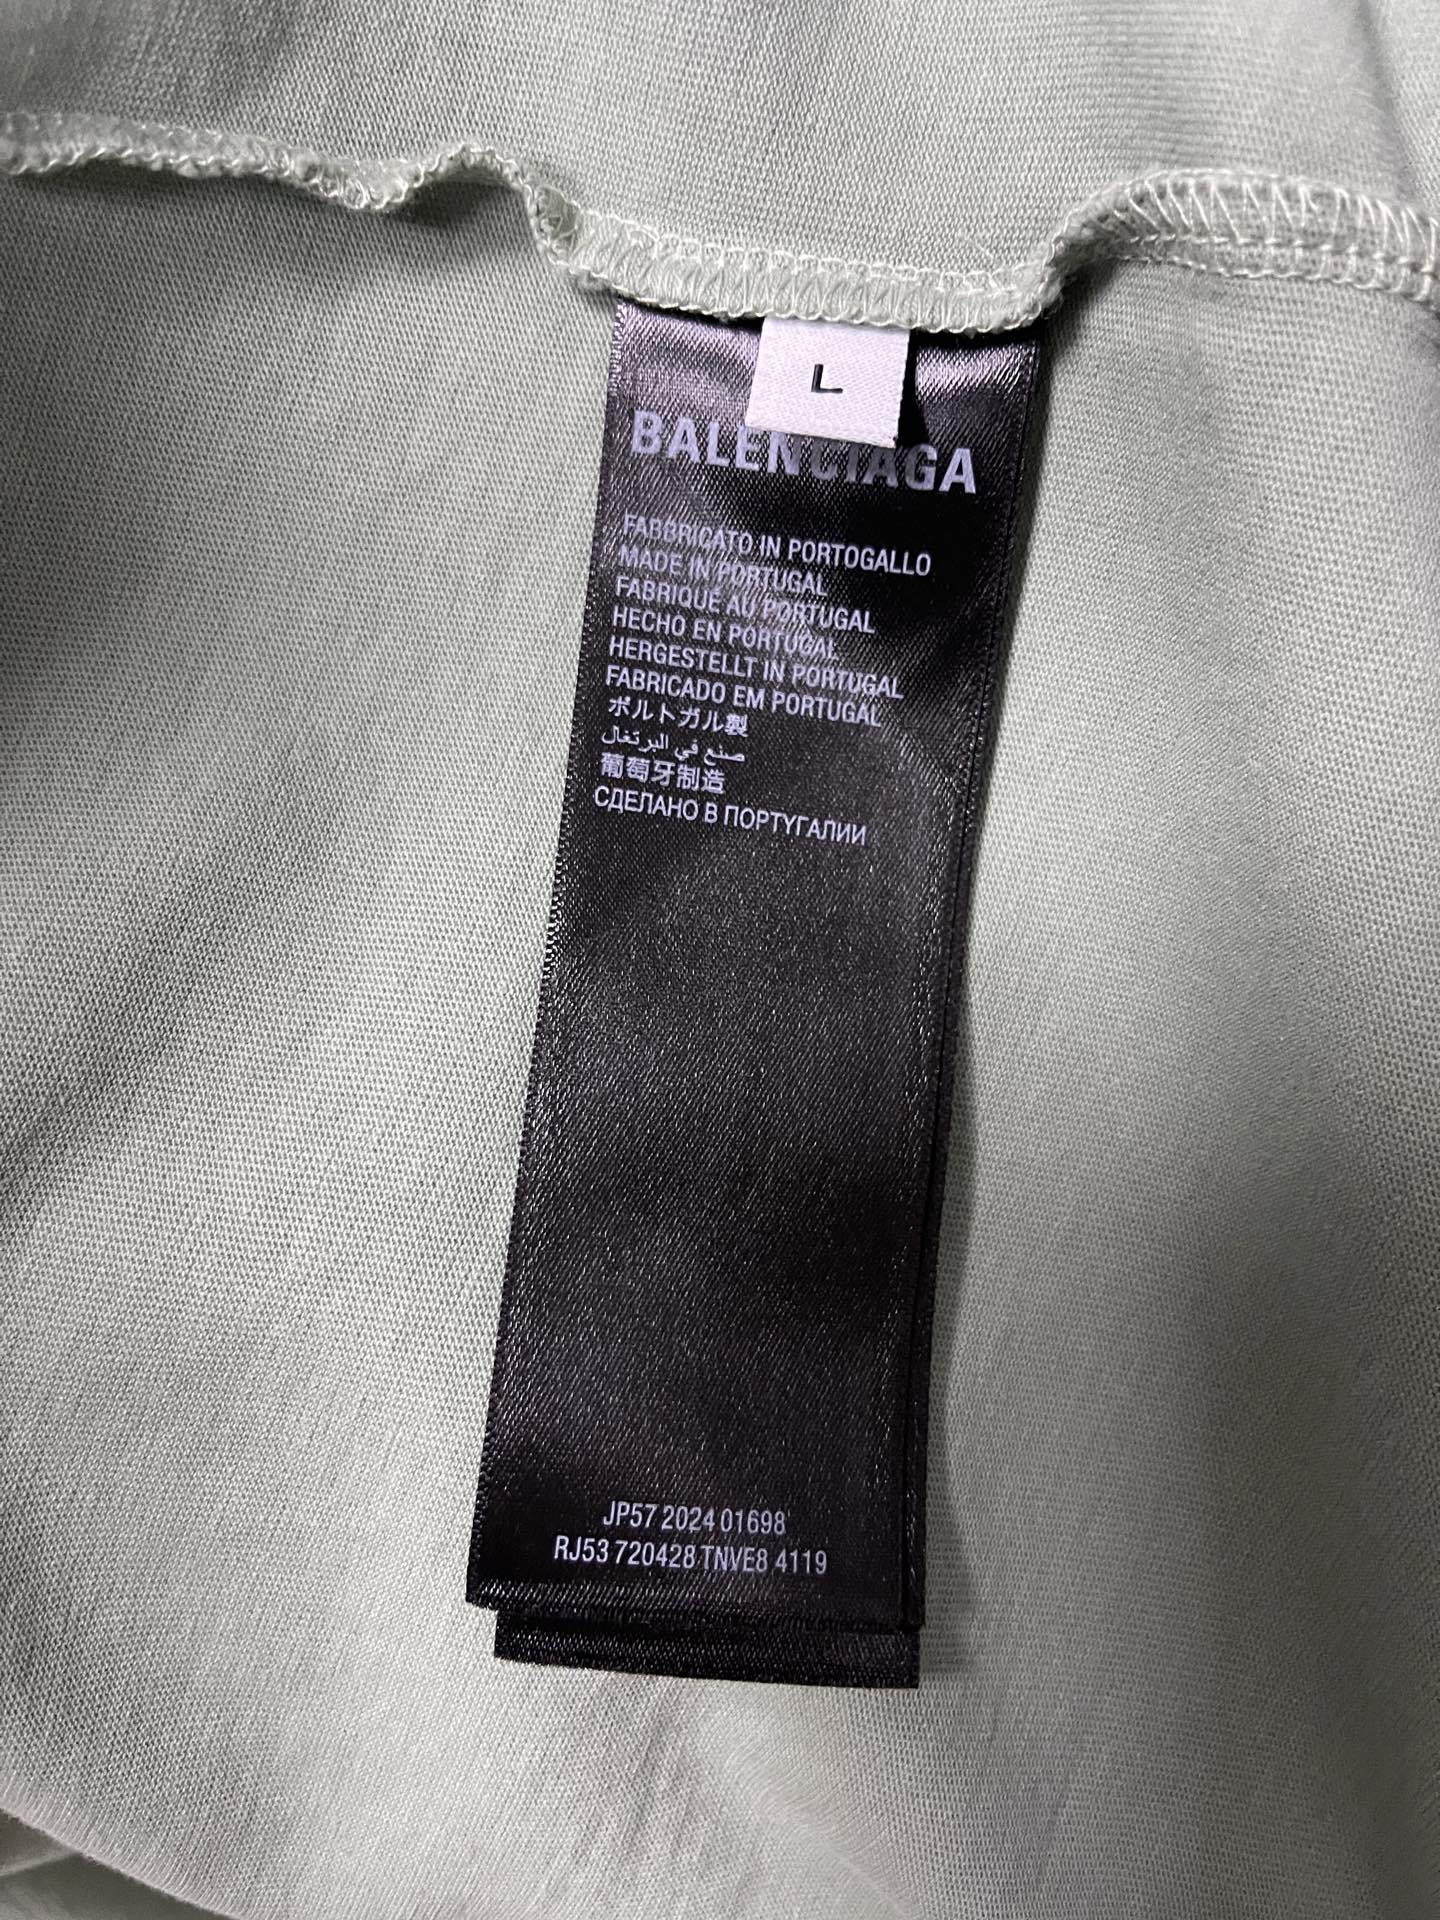 L
BALENCIAGA
FABBRICATO IN PORTOGALLO
MADE IN PORTUGAL
FABRIQUÉ AU PORTUGAL
HECHO EN PORTUGAL
HERGESTELLT IN PORTUGAL
FABRICADO EM PORTUGAL
ポルトガル製
صنع في البرتغال
葡萄牙制造
СДЕЛАНО В ПОРТУГАЛИИ
JP57 2024 01698
RJ53 720428 TNVE8 4119